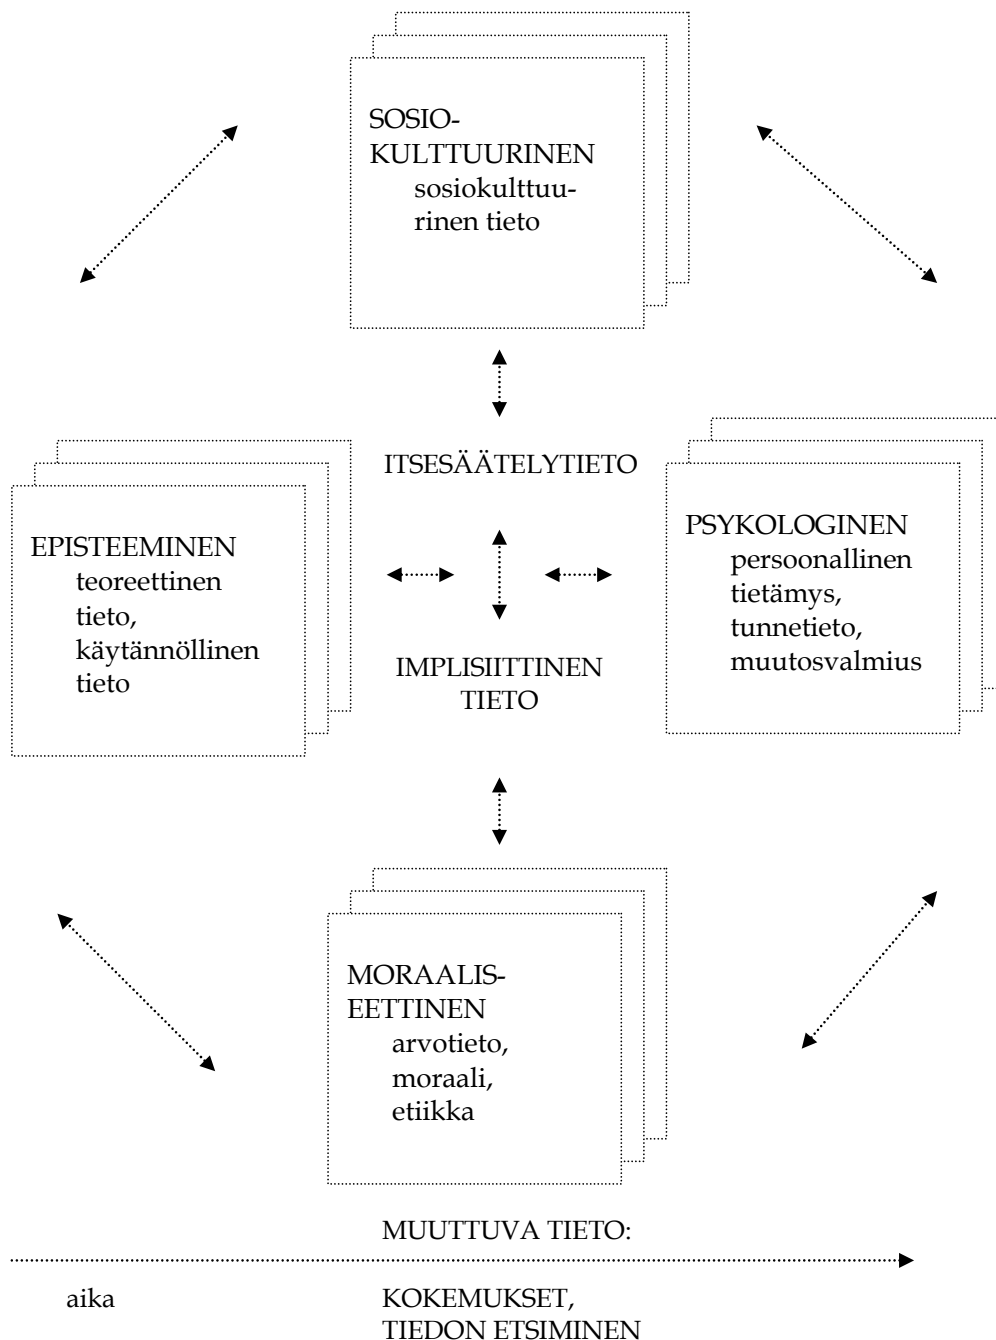 SOSIO-
KULTTUURINEN
sosiokulttuu-
rinen tieto
ITSESÄÄTELYTIETO
EPISTEEMINEN
teoreettinen
tieto,
käytännöllinen
tieto
PSYKOLOGINEN
persoonallinen
tietämys,
tunnetieto,
muutosvalmius
IMPLISIITTINEN
TIETO
MORAALIS-
EETTINEN
arvotieto,
moraali,
etiikka
MUUTTUVA TIETO:
aika
KOKEMUKSET,
TIEDON ETSIMINEN